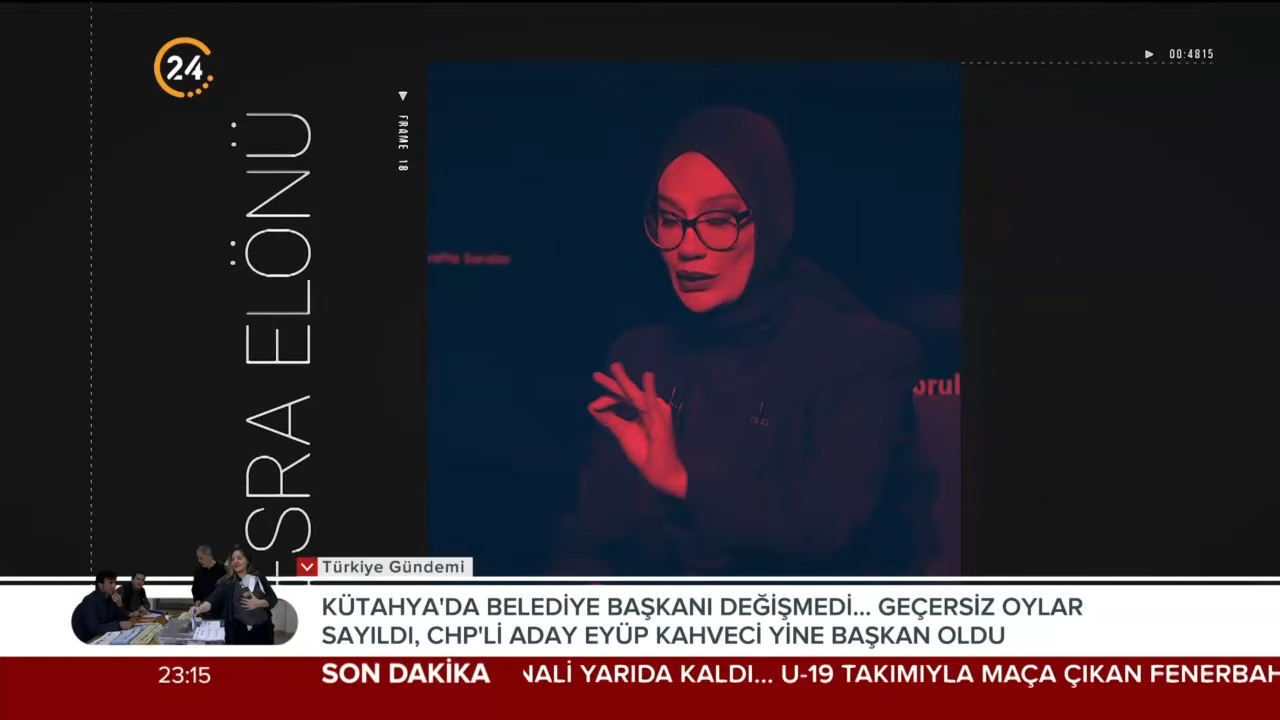 24
00:4815
FRAME 18
ESRA ELÖNÜ
Türkiye Gündemi
KÜTAHYA'DA BELEDİYE BAŞKANI DEĞİŞMEDİ... GEÇERSİZ OYLAR
SAYILDI, CHP'Lİ ADAY EYÜP KAHVECİ YİNE BAŞKAN OLDU
23:15
SON DAKİKA
NALİ YARIDA KALDI... U-19 TAKIMIYLA MAÇA ÇIKAN FENERBAH